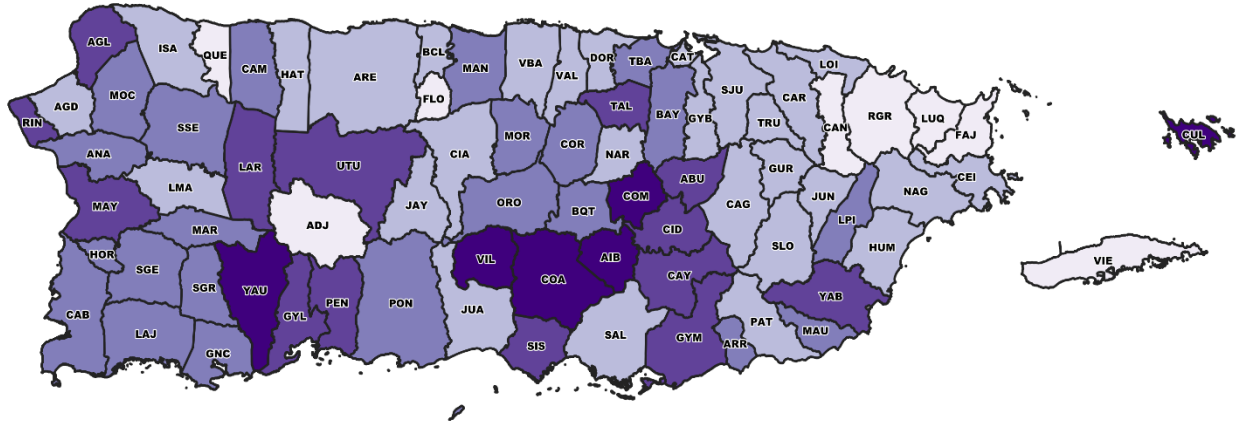 AGL
ISA
QUE
CAM
HAT
ARE
BCL
MAN
VBA
VAL
DOR
TBA
CAT
LOI
AGD
MOC
FLO
SJU
CAR
RGR
LUQ
FAJ
RIN
SSE
TAL
BAY
GYB
TRU
CAN
CUL
ANA
LAR
UTU
CIA
MOR
COR
NAR
GUR
CEI
LMA
ABU
JUN
NAG
MAY
ADJ
JAY
ORO
BQT
COM
CAG
LPI
MAR
CID
SLO
HUM
HOR
SGE
VIL
AIB
VIE
SGR
YAU
COA
CAY
YAB
CAB
LAJ
GYL
PEN
PON
JUA
SAL
GYM
PAT
MAU
GNC
SIS
ARR